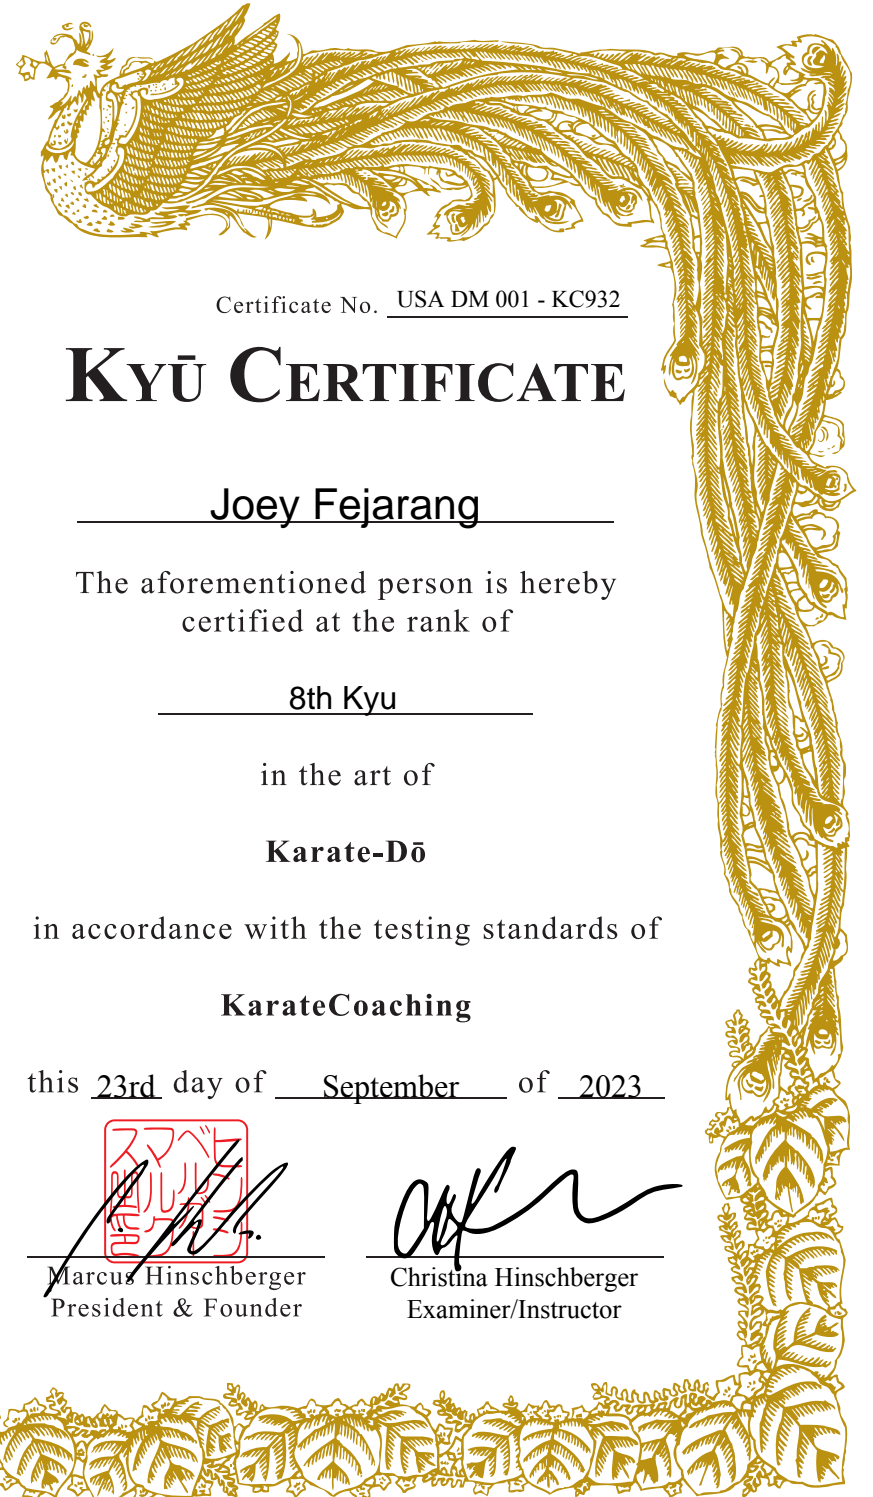 Certificate No. USA DM 001 - KC932
KYŪ CERTIFICATE
Joey Fejarang
The aforementioned person is hereby
certified at the rank of
8th Kyu
in the art of
Karate-Dō
in accordance with the testing standards of
KarateCoaching
this 23rd day of September of 2023
Marcus Hinschberger
President & Founder
Christina Hinschberger
Examiner/Instructor